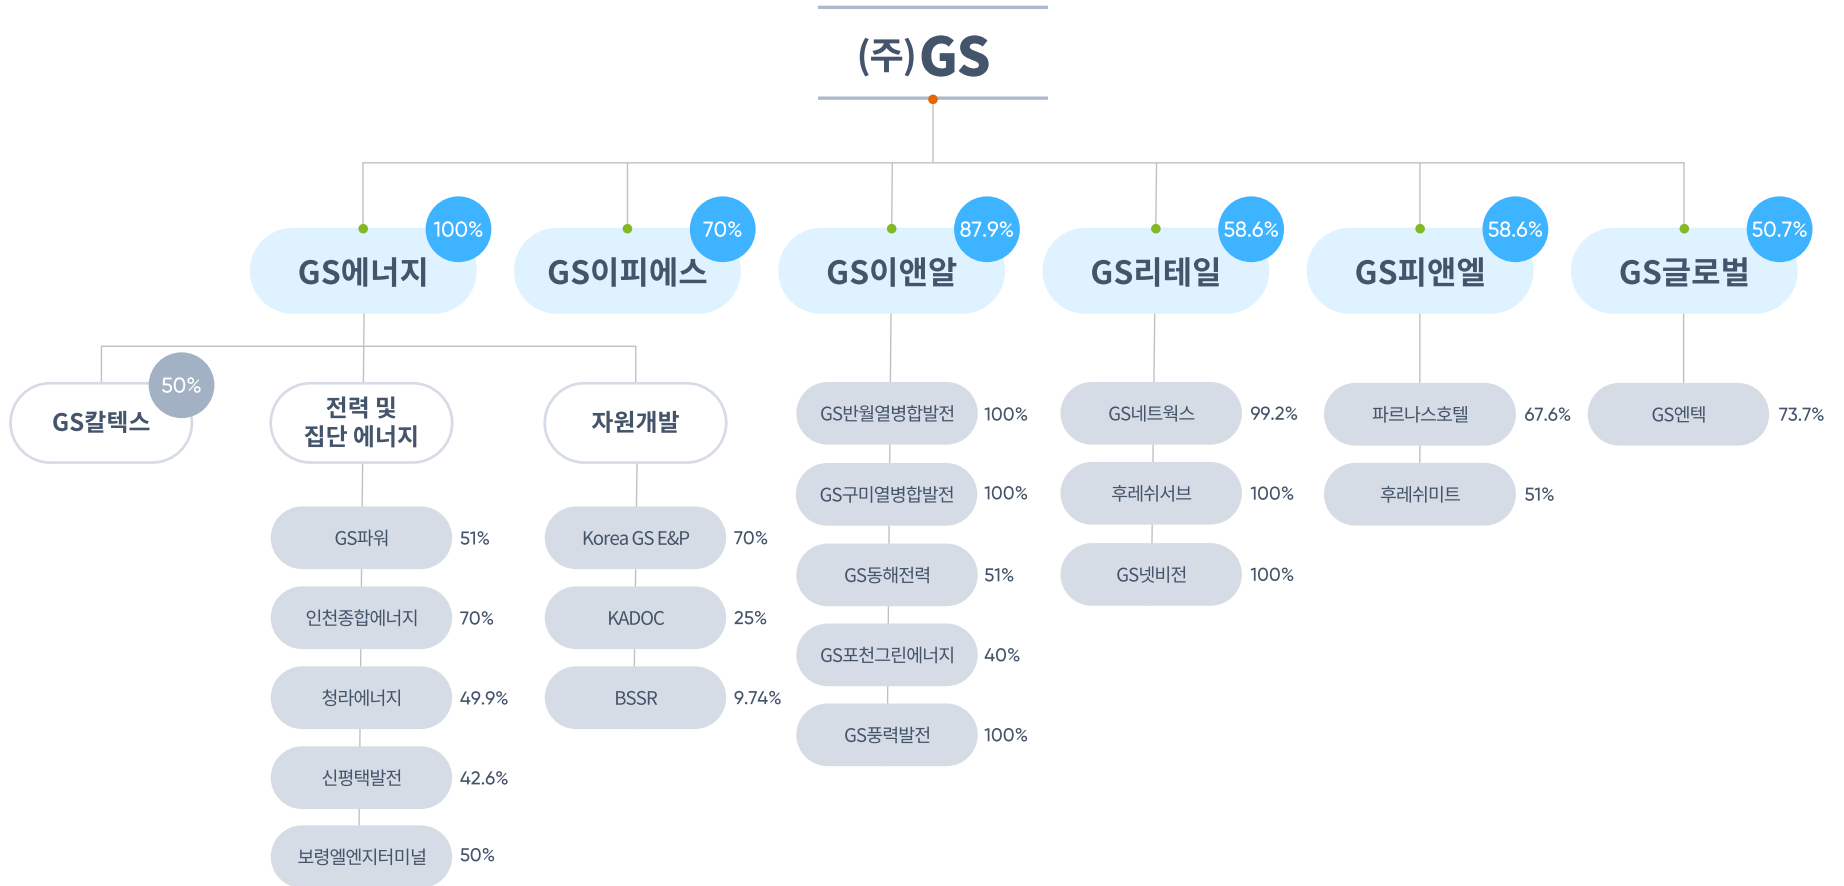 (주)GS
100%
70%
87.9%
58.6%
58.6%
50.7%
GS에너지
GS이피에스
GS이앤알
GS리테일
GS피앤엘
GS글로벌
50%
GS칼텍스
전력 및
집단 에너지
자원개발
GS파워 51%
인천종합에너지 70%
청라에너지 49.9%
신평택발전 42.6%
보령엘엔지터미널 50%
Korea GS E&P 70%
KADOC 25%
BSSR 9.74%
GS반월열병합발전 100%
GS구미열병합발전 100%
GS동해전력 51%
GS포천그린에너지 40%
GS풍력발전 100%
GS네트웍스 99.2%
후레쉬서브 100%
GS넷비전 100%
파르나스호텔 67.6%
후레쉬미트 51%
GS엔텍 73.7%